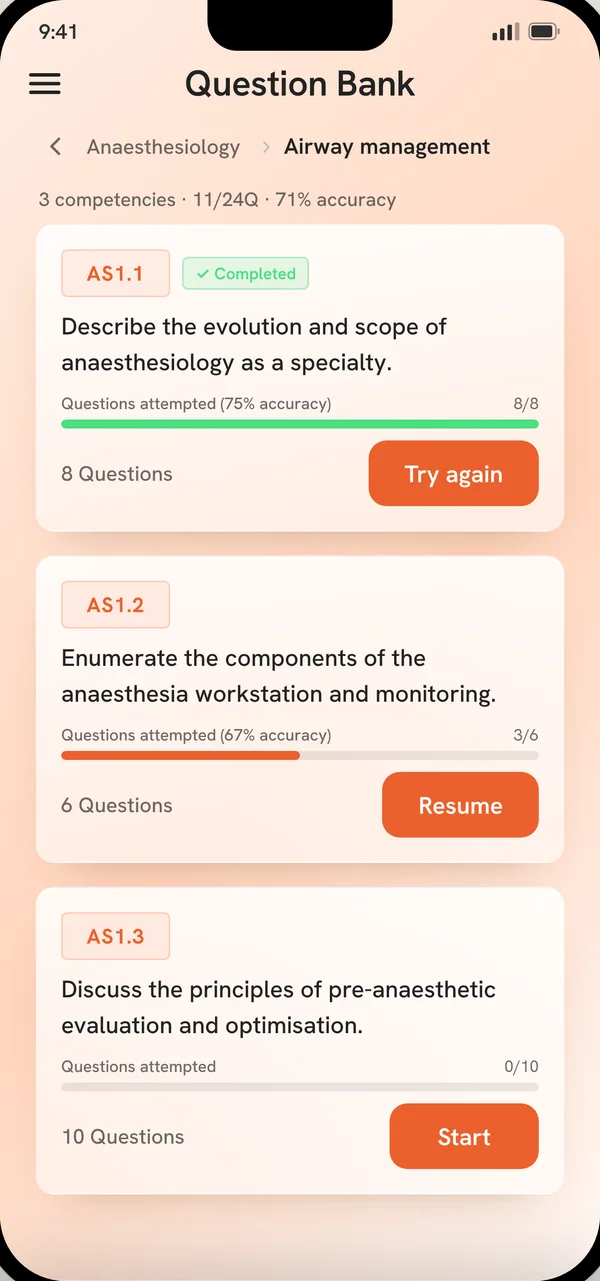 9:41
Question Bank
Anaesthesiology
Airway management
3 competencies · 11/24Q · 71% accuracy
AS1.1
✓ Completed
Describe the evolution and scope of
anaesthesiology as a specialty.
Questions attempted (75% accuracy) 8/8
8 Questions
Try again
AS1.2
Enumerate the components of the
anaesthesia workstation and monitoring.
Questions attempted (67% accuracy) 3/6
6 Questions
Resume
AS1.3
Discuss the principles of pre-anaesthetic
evaluation and optimisation.
Questions attempted 0/10
10 Questions
Start